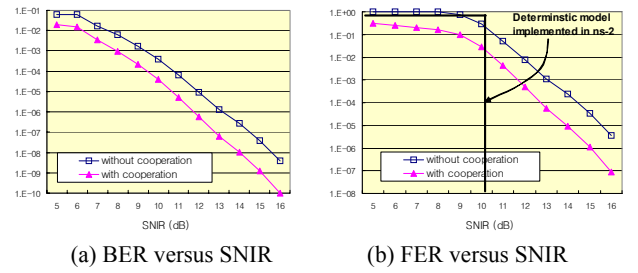 1.E-01
1.E-02
1.E-03
1.E-04
1.E-05
1.E-06
1.E-07
1.E-08
1.E-09
1.E-10
without cooperation
with cooperation
5 6 7 8 9 10 11 12 13 14 15 16
SNIR (dB)
(a) BER versus SNIR
1.E+00
1.E-01
1.E-02
1.E-03
1.E-04
1.E-05
1.E-06
1.E-07
1.E-08
Determinstic model
implemented in ns-2
without cooperation
with cooperation
5 6 7 8 9 10 11 12 13 14 15 16
SNIR (dB)
(b) FER versus SNIR